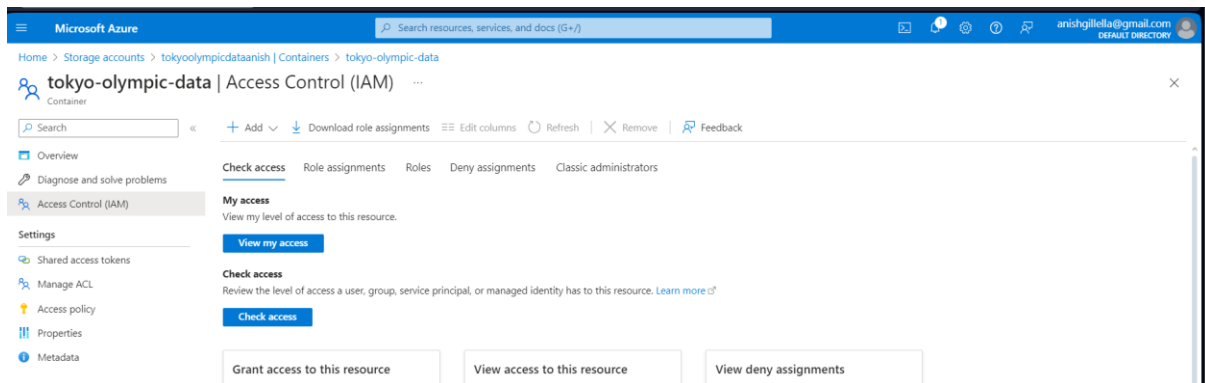 Microsoft Azure
Search resources, services, and docs (G+/)
1
anishgillella@gmail.com
DEFAULT DIRECTORY
Home > Storage accounts > tokyoolympicdataanish | Containers > tokyo-olympic-data
tokyo-olympic-data | Access Control (IAM) ...
Container
Search
Add
Download role assignments
Edit columns
Refresh
Remove
Feedback
Overview
Diagnose and solve problems
Access Control (IAM)
Settings
Shared access tokens
Manage ACL
Access policy
Properties
Metadata
Check access
Role assignments
Roles
Deny assignments
Classic administrators
My access
View my level of access to this resource.
View my access
Check access
Review the level of access a user, group, service principal, or managed identity has to this resource. Learn more
Check access
Grant access to this resource
View access to this resource
View deny assignments